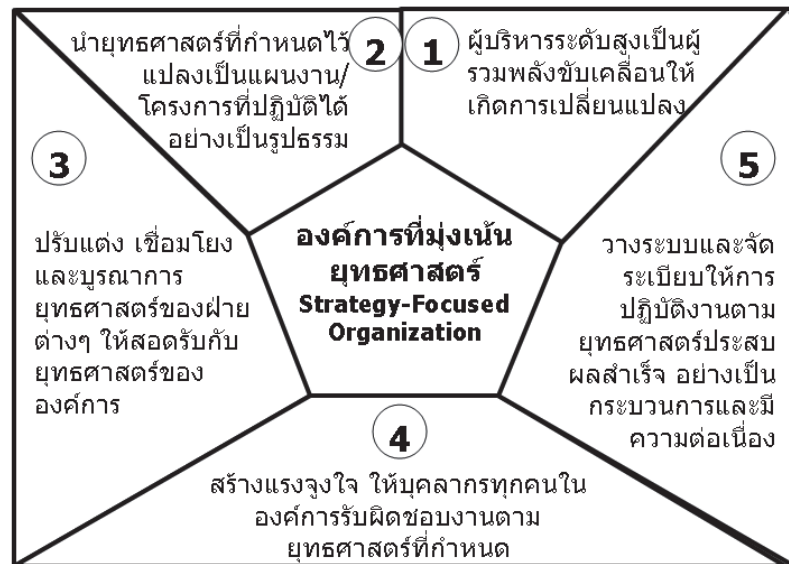 องค์การที่มุ่งเน้น
ยุทธศาสตร์
Strategy-Focused
Organization
1
ผู้บริหารระดับสูงเป็นผู้
รวมพลังขับเคลื่อนให้
เกิดการเปลี่ยนแปลง
2
นำยุทธศาสตร์ที่กำหนดไว้
แปลงเป็นแผนงาน/
โครงการที่ปฏิบัติได้
อย่างเป็นรูปธรรม
3
ปรับแต่ง เชื่อมโยง
และบูรณาการ
ยุทธศาสตร์ของฝ่าย
ต่างๆ ให้สอดรับกับ
ยุทธศาสตร์ของ
องค์การ
4
สร้างแรงจูงใจ ให้บุคลากรทุกคนใน
องค์การรับผิดชอบงานตาม
ยุทธศาสตร์ที่กำหนด
5
วางระบบและจัด
ระเบียบให้การ
ปฏิบัติงานตาม
ยุทธศาสตร์ประสบ
ผลสำเร็จ อย่างเป็น
กระบวนการและมี
ความต่อเนื่อง